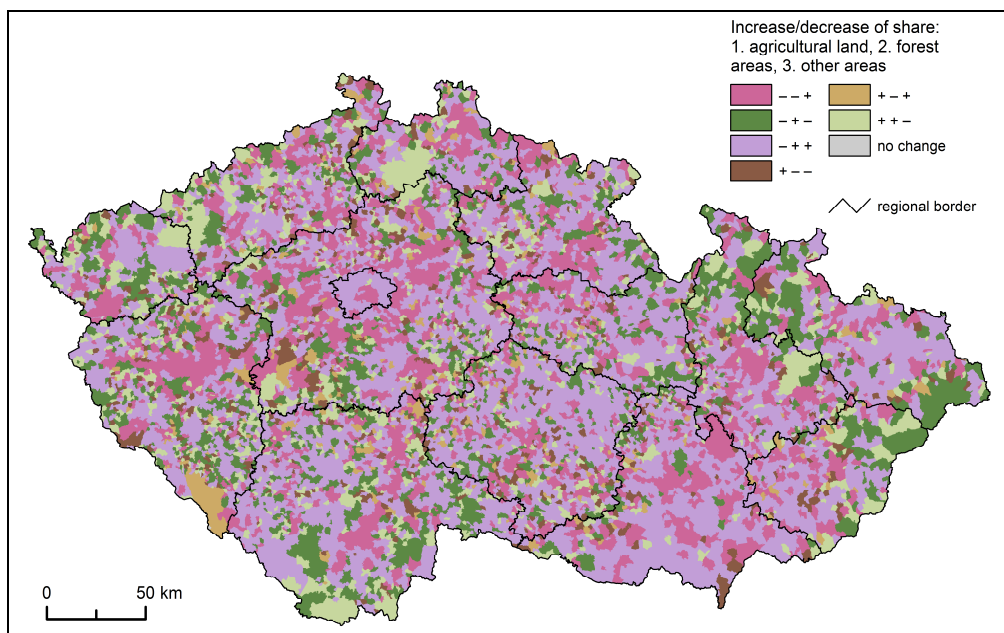 Increase/decrease of share:
1. agricultural land, 2. forest
areas, 3. other areas
– – +
+ – +
– + –
+ + –
– + +
no change
+ – –
regional border
0 50 km